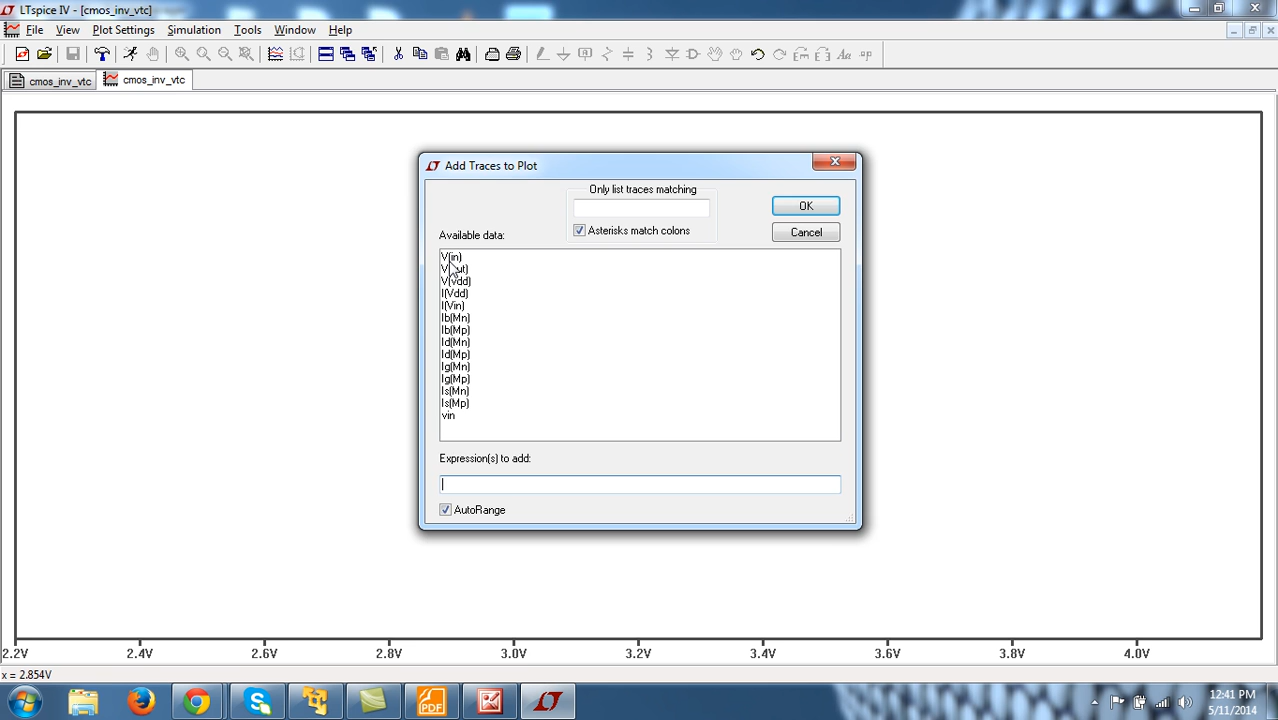 LTspice IV - [cmos_inv_vtc]
File View Plot Settings Simulation Tools Window Help
cmos_inv_vtc cmos_inv_vtc
Add Traces to Plot
Only list traces matching
OK
Asterisks match colons
Cancel
Available data:
V(in)
V(vdd)
I(Vdd)
I(Vin)
Ib(Mn)
Ib(Mp)
Id(Mn)
Id(Mp)
Ig(Mn)
Ig(Mp)
Is(Mn)
Is(Mp)
vin
Expression(s) to add:
AutoRange
2.2V 2.4V 2.6V 2.8V 3.0V 3.2V 3.4V 3.6V 3.8V 4.0V
x = 2.854V
PDF
12:41 PM
5/11/2014